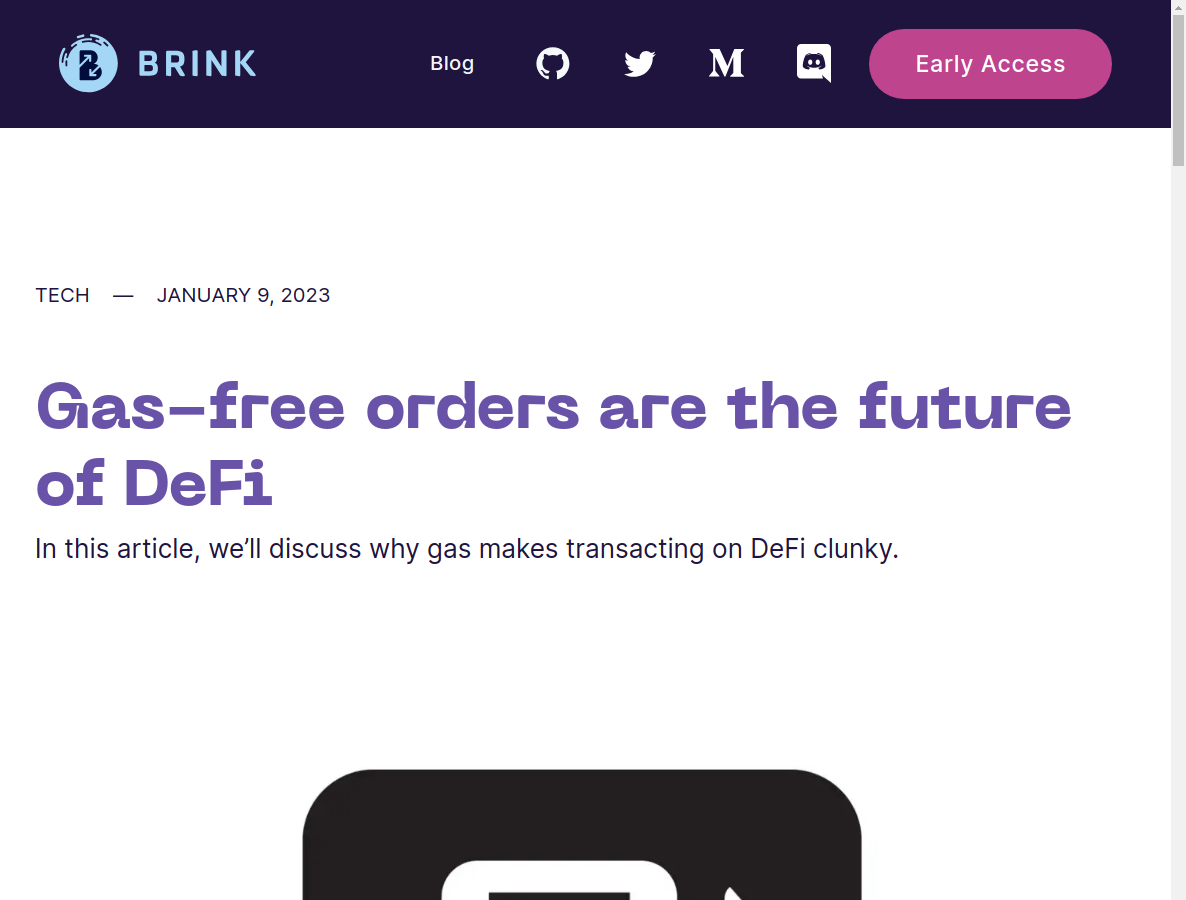 BRINK
Blog
Early Access
TECH — JANUARY 9, 2023
Gas-free orders are the future
of DeFi
In this article, we’ll discuss why gas makes transacting on DeFi clunky.